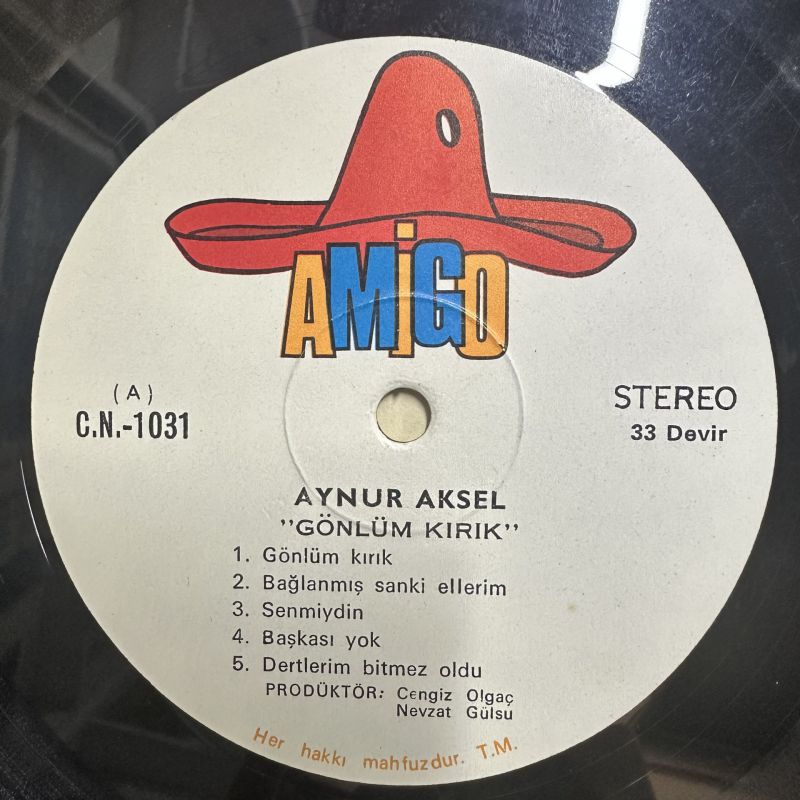 AMiGO
(A)
C.N.-1031
STEREO
33 Devir
AYNUR AKSEL
"GÖNLÜM KIRIK"
1. Gönlüm kırık
2. Bağlanmış sanki ellerim
3. Senmiydin
4. Başkası yok
5. Dertlerim bitmez oldu
PRODÜKTÖR: Cengiz Olgaç
Nevzat Gülsu
Her hakkı mahfuzdur. T.M.